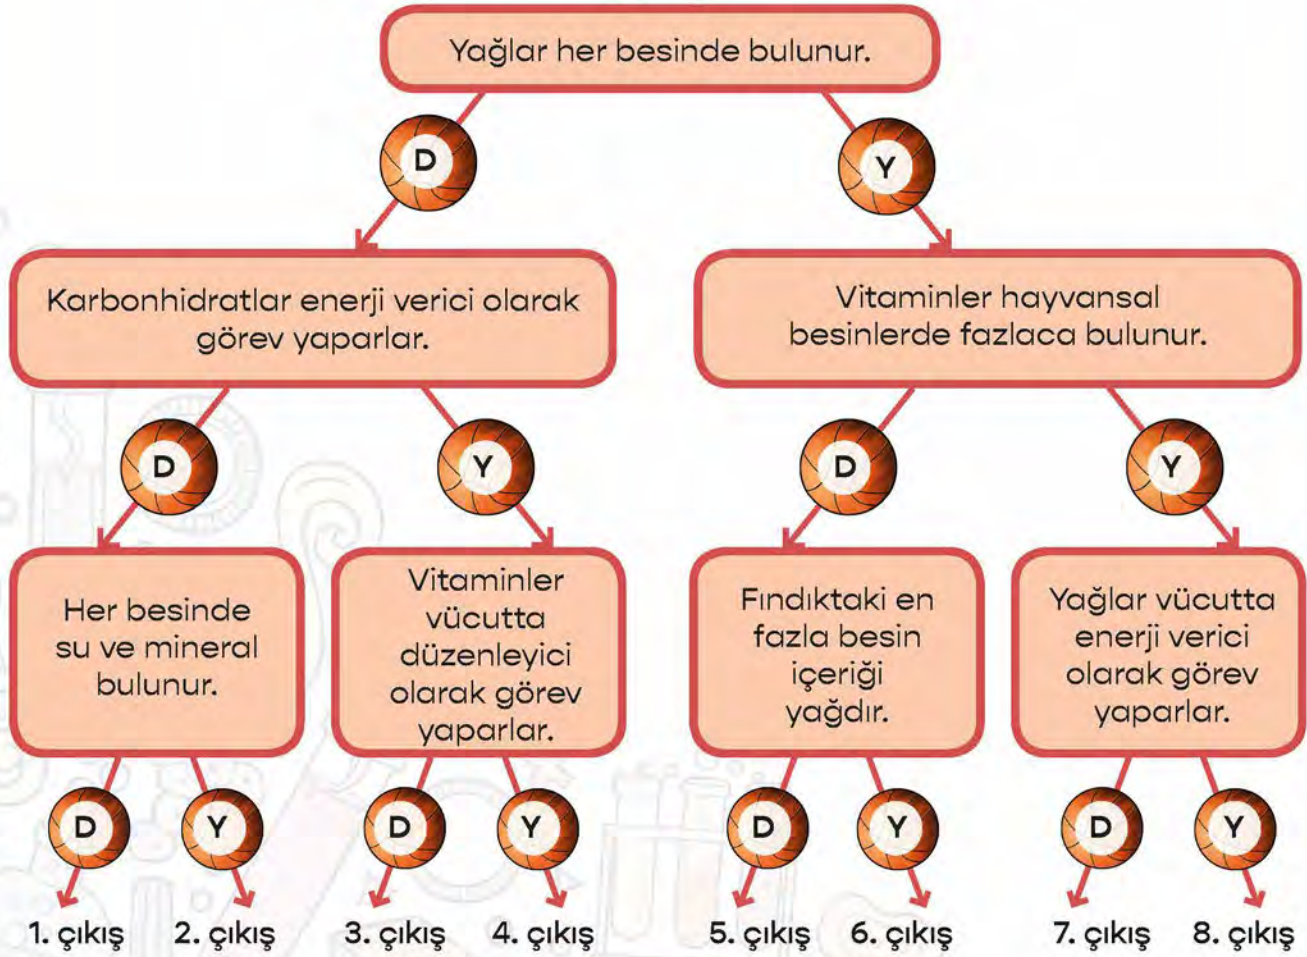 Yağlar her besinde bulunur.
D
Y
Karbonhidratlar enerji verici olarak
görev yaparlar.
Vitaminler hayvansal
besinlerde fazlaca bulunur.
D
Y
D
Y
Her besinde
su ve mineral
bulunur.
Vitaminler
vücutta
düzenleyici
olarak görev
yaparlar.
Fındıktaki en
fazla besin
içeriği
yağdır.
Yağlar vücutta
enerji verici
olarak görev
yaparlar.
D
Y
D
Y
D
Y
D
Y
1. çıkış
2. çıkış
3. çıkış
4. çıkış
5. çıkış
6. çıkış
7. çıkış
8. çıkış